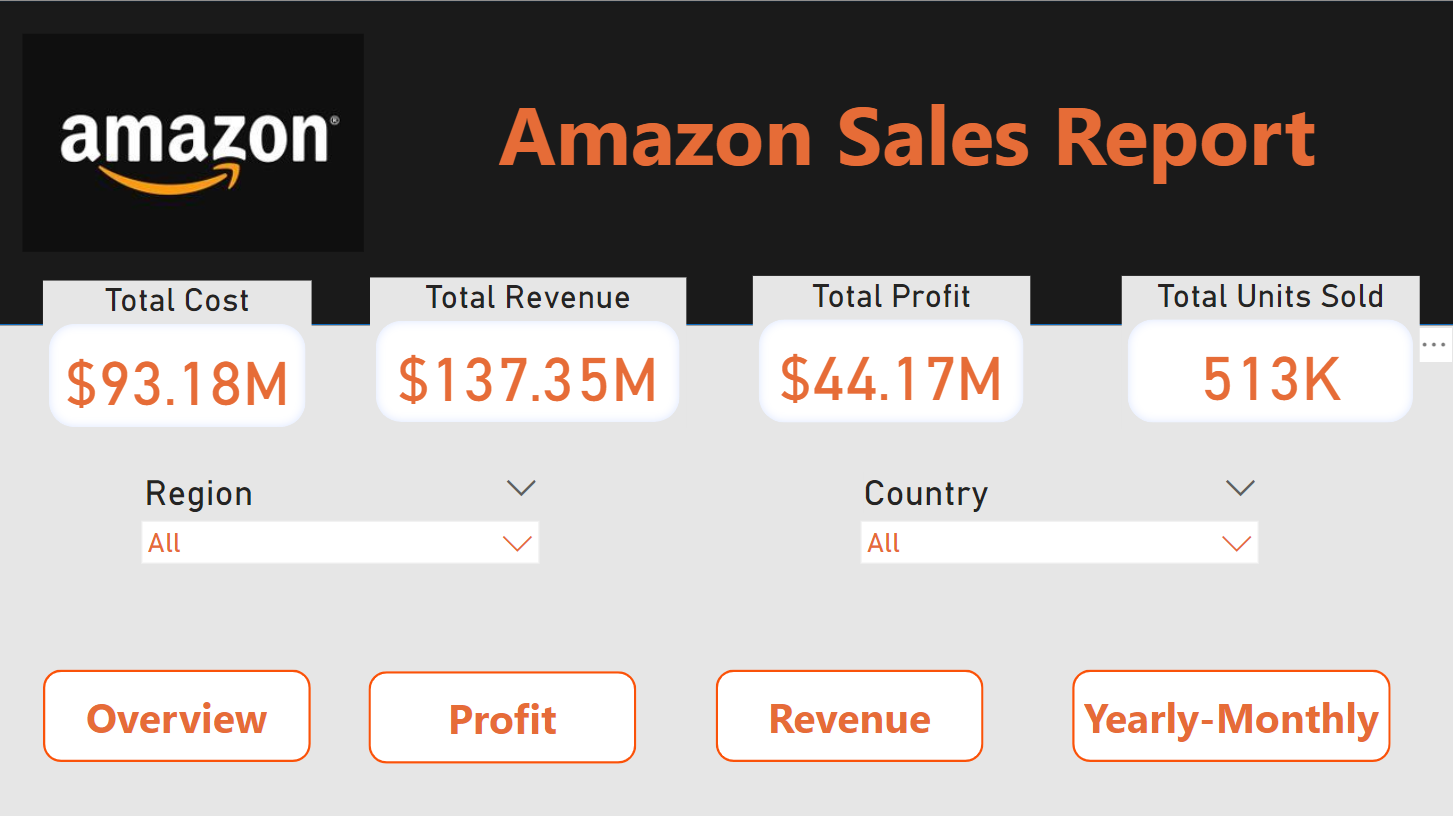 amazon®
Amazon Sales Report
Total Cost
$93.18M
Total Revenue
$137.35M
Total Profit
$44.17M
Total Units Sold
513K
Region
All
Country
All
Overview
Profit
Revenue
Yearly-Monthly